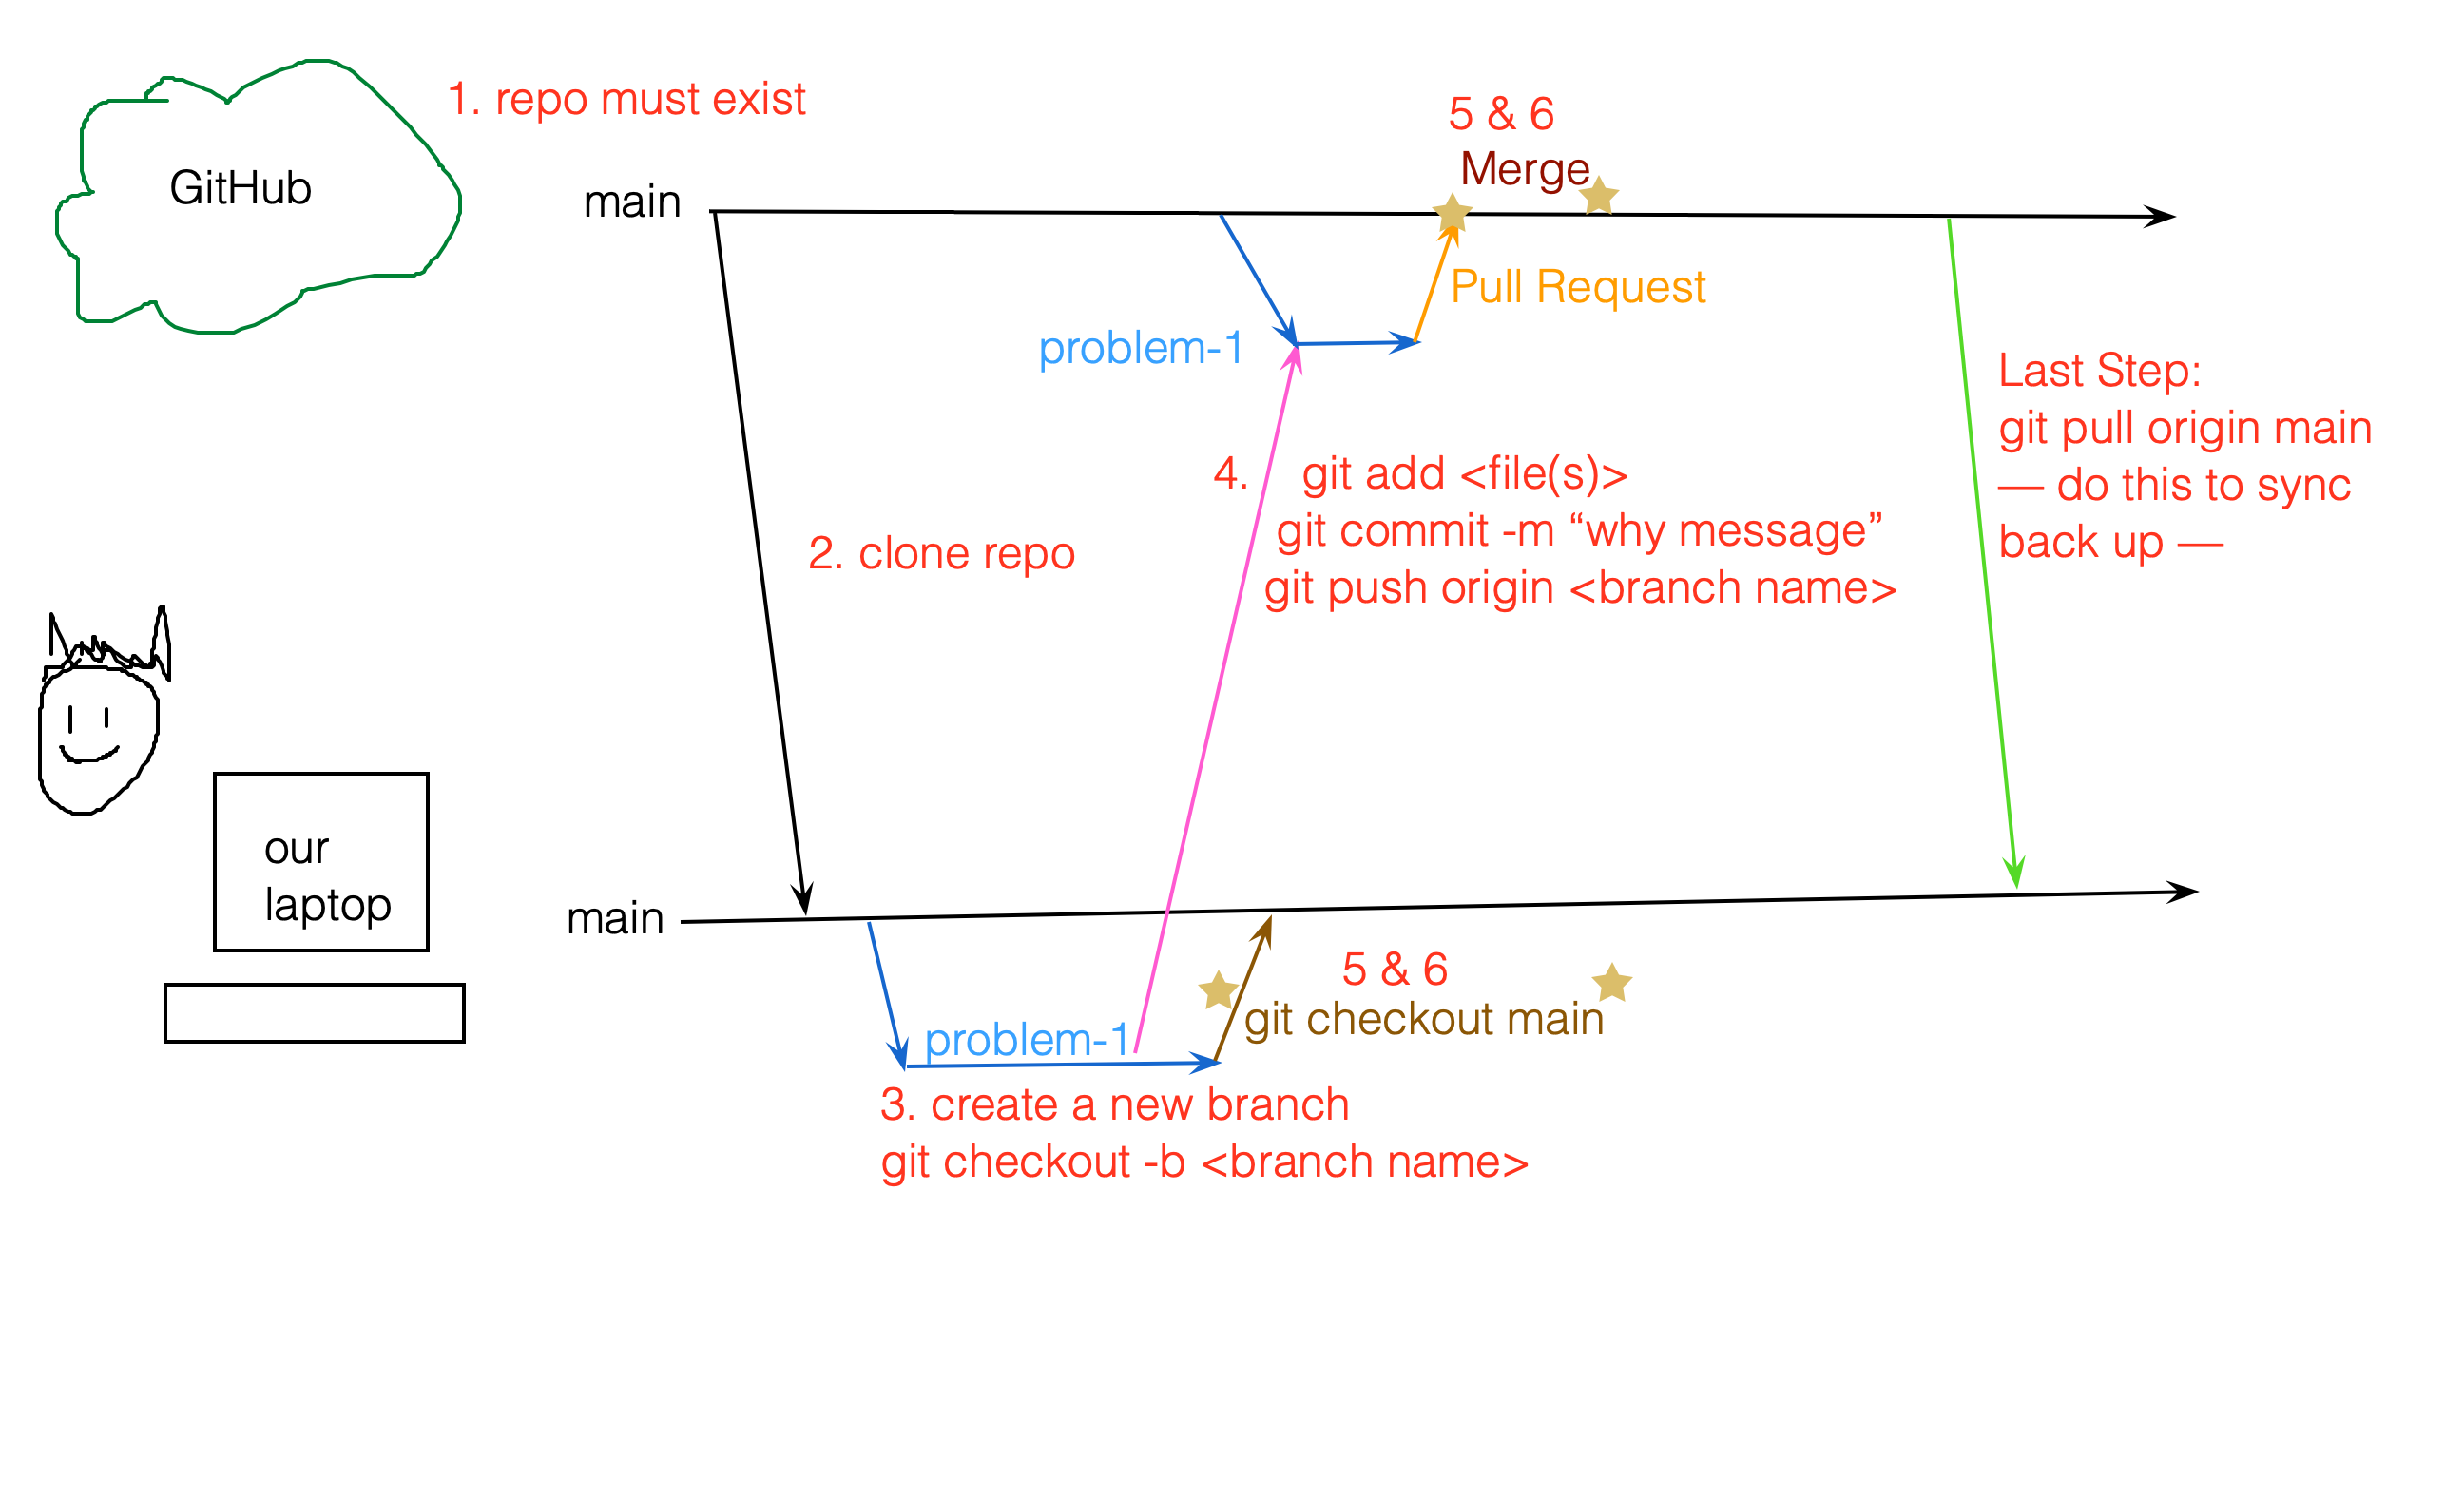 1. repo must exist
GitHub
main
5 & 6
Merge
Pull Request
problem-1
Last Step:
git pull origin main
— do this to sync
back up —
2. clone repo
4. git add <file(s)>
git commit -m “why message”
git push origin <branch name>
our
laptop
main
5 & 6
git checkout main
problem-1
3. create a new branch
git checkout -b <branch name>